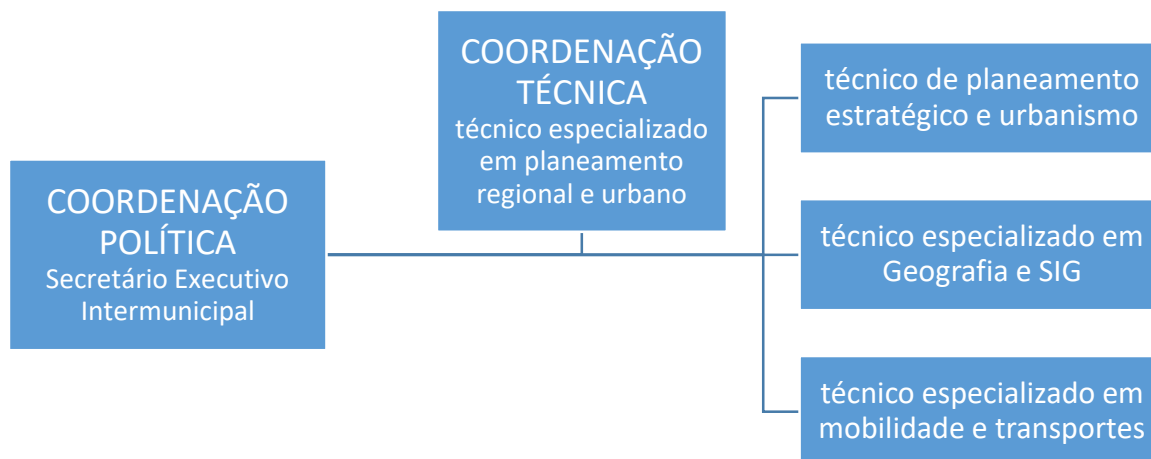 COORDENAÇÃO
POLÍTICA
Secretário Executivo
Intermunicipal
COORDENAÇÃO
TÉCNICA
técnico especializado
em planeamento
regional e urbano
técnico de planeamento
estratégico e urbanismo
técnico especializado em
Geografia e SIG
técnico especializado em
mobilidade e transportes